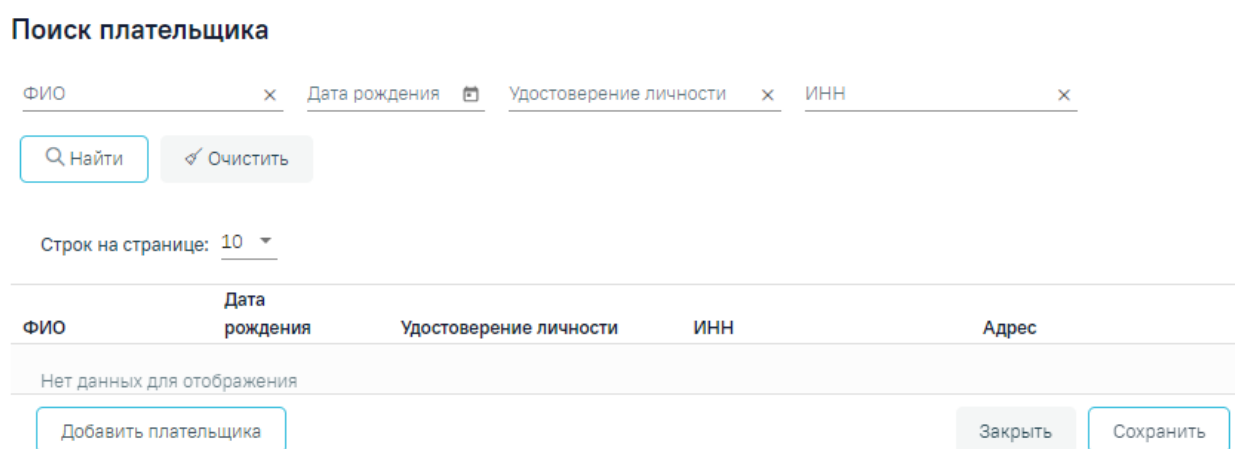 Поиск плательщика
ФИО Дата рождения Удостоверение личности ИНН
Найти Очистить
Строк на странице: 10
Дата
ФИО рождения Удостоверение личности ИНН Адрес
Нет данных для отображения
Добавить плательщика Закрыть Сохранить